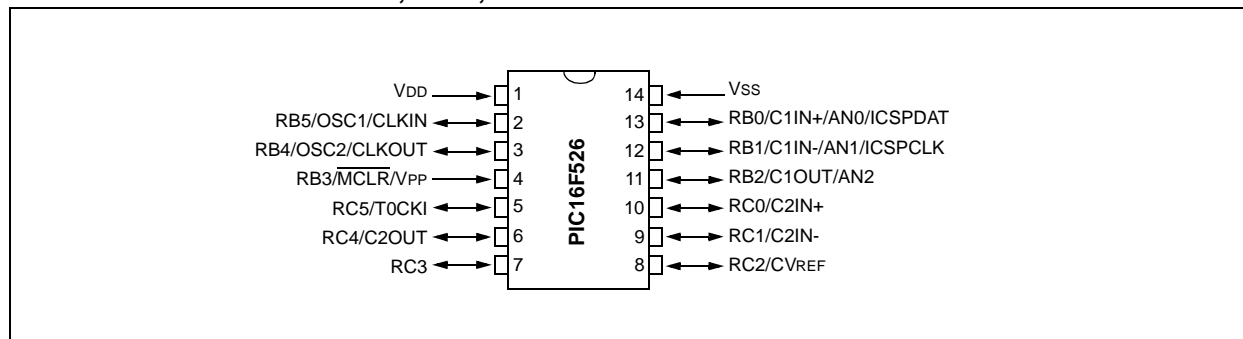 VDD 1 14 VSS
RB5/OSC1/CLKIN 2 13 RB0/C1IN+/AN0/ICSPDAT
RB4/OSC2/CLKOUT 3 12 RB1/C1IN-/AN1/ICSPCLK
RB3/MCLR/VPP 4 11 RB2/C1OUT/AN2
RC5/T0CKI 5 10 RC0/C2IN+
RC4/C2OUT 6 9 RC1/C2IN-
RC3 7 8 RC2/CVREF
PIC16F526